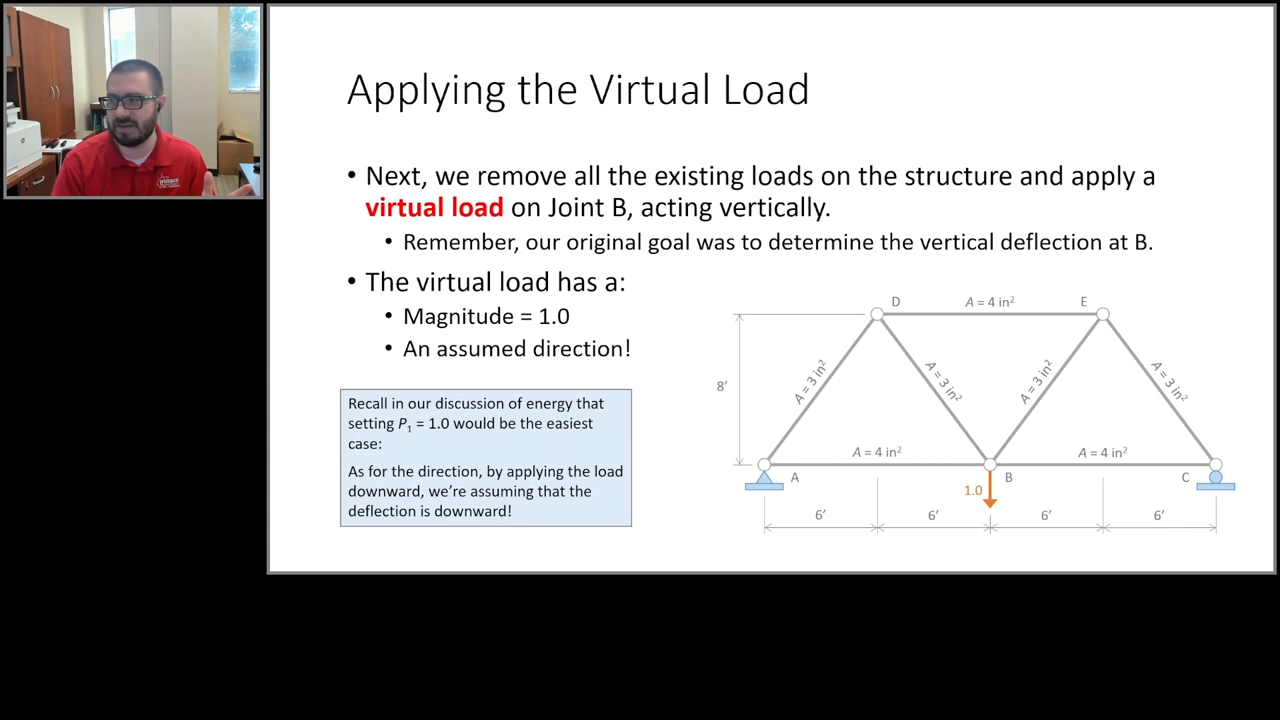 Applying the Virtual Load
• Next, we remove all the existing loads on the structure and apply a
virtual load on Joint B, acting vertically.
• Remember, our original goal was to determine the vertical deflection at B.
• The virtual load has a:
• Magnitude = 1.0
• An assumed direction!
Recall in our discussion of energy that
setting P₁ = 1.0 would be the easiest
case:
As for the direction, by applying the load
downward, we’re assuming that the
deflection is downward!
D
A = 4 in²
E
8′
A = 3 in²
A = 3 in²
A = 3 in²
A = 3 in²
A = 4 in²
A = 4 in²
A
B
C
1.0
6′
6′
6′
6′